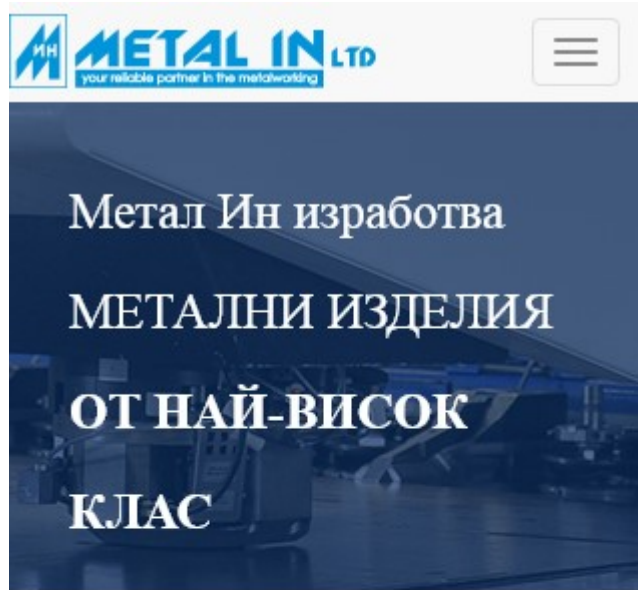 ИН
METAL IN LTD
your reliable partner in the metalworking
Метал Ин изработва
МЕТАЛНИ ИЗДЕЛИЯ
ОТ НАЙ-ВИСОК
КЛАС